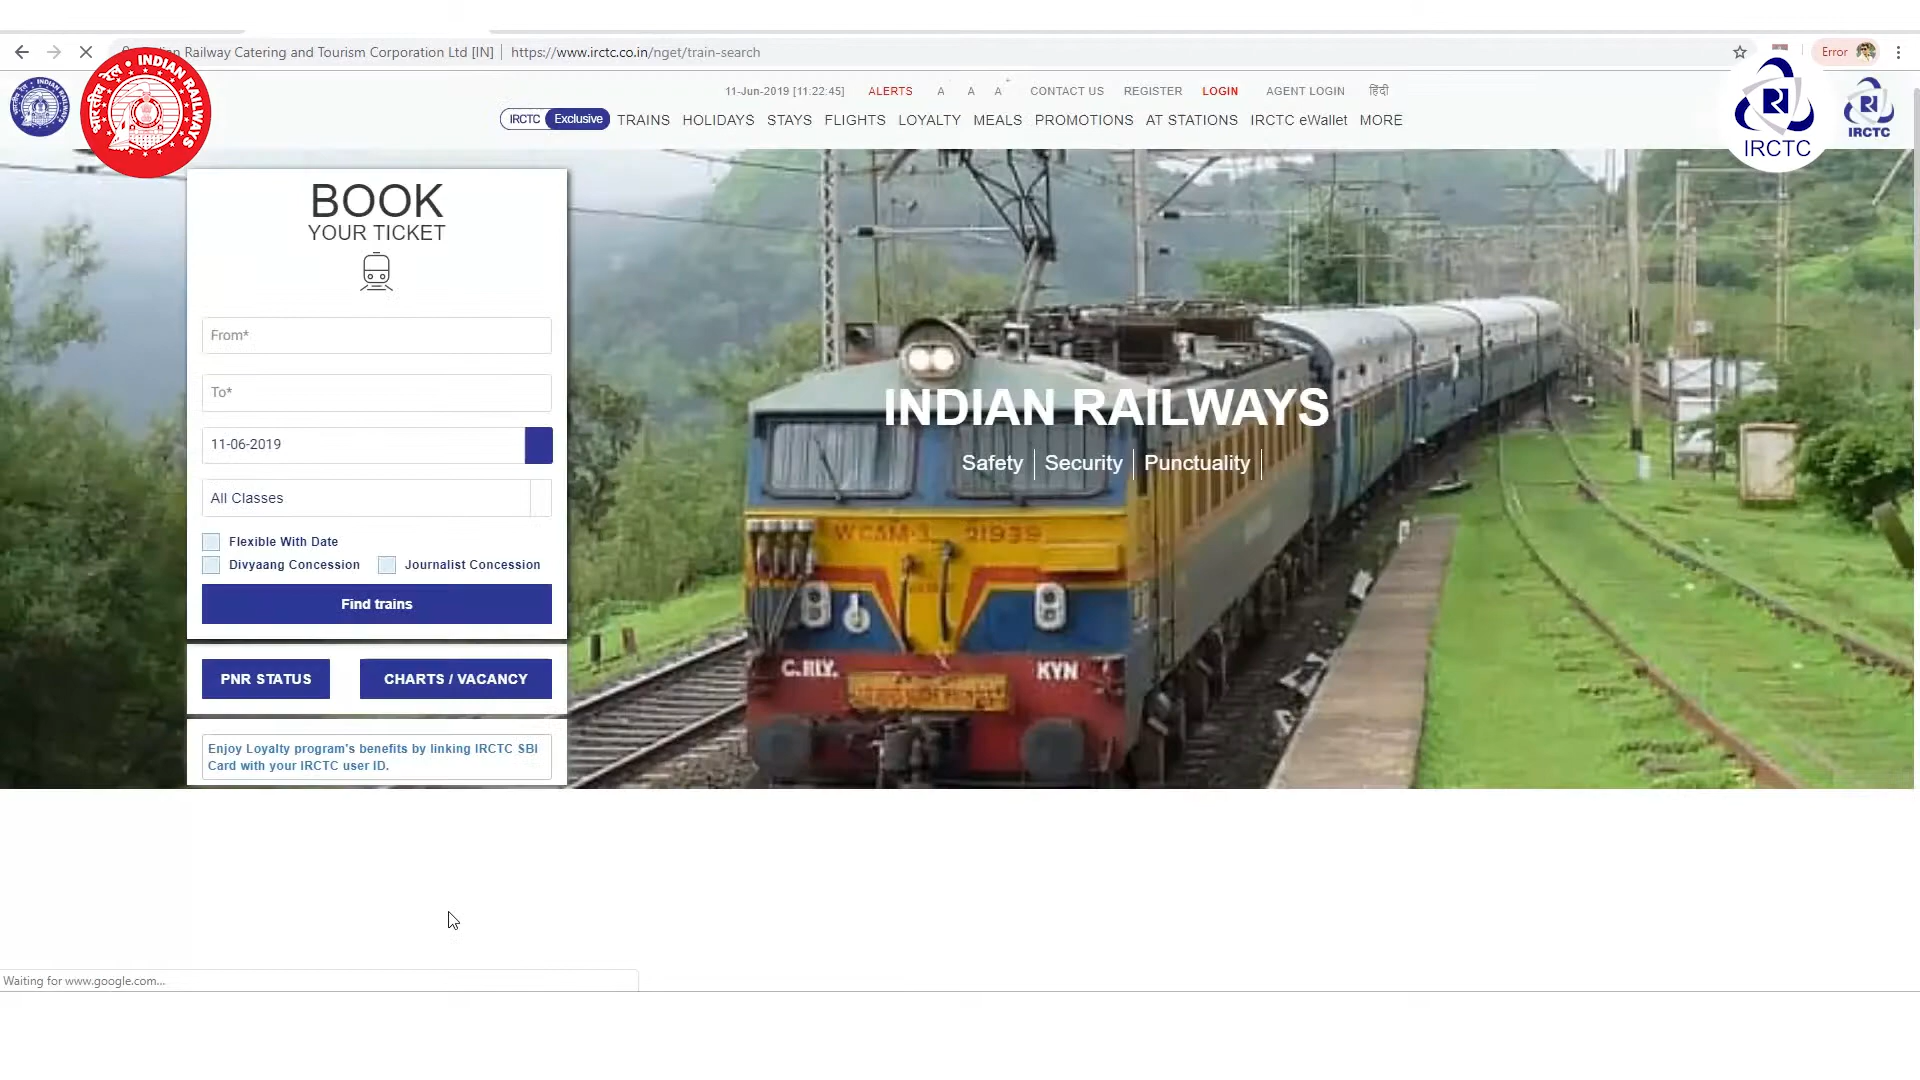 Railway Catering and Tourism Corporation Ltd [IN] https://www.irctc.co.in/nget/train-search
Error
भारतीय रेल • INDIAN RAILWAYS
11-Jun-2019 [11:22:45] ALERTS A A A CONTACT US REGISTER LOGIN AGENT LOGIN हिंदी
IRCTC Exclusive TRAINS HOLIDAYS STAYS FLIGHTS LOYALTY MEALS PROMOTIONS AT STATIONS IRCTC eWallet MORE
IRCTC
IRCTC
BOOK
YOUR TICKET
From*
To*
11-06-2019
All Classes
Flexible With Date
Divyaang Concession Journalist Concession
Find trains
PNR STATUS CHARTS / VACANCY
Enjoy Loyalty program's benefits by linking IRCTC SBI
Card with your IRCTC user ID.
INDIAN RAILWAYS
Safety Security Punctuality
WCAM-3 21939
C.RLY. KYN
Waiting for www.google.com...